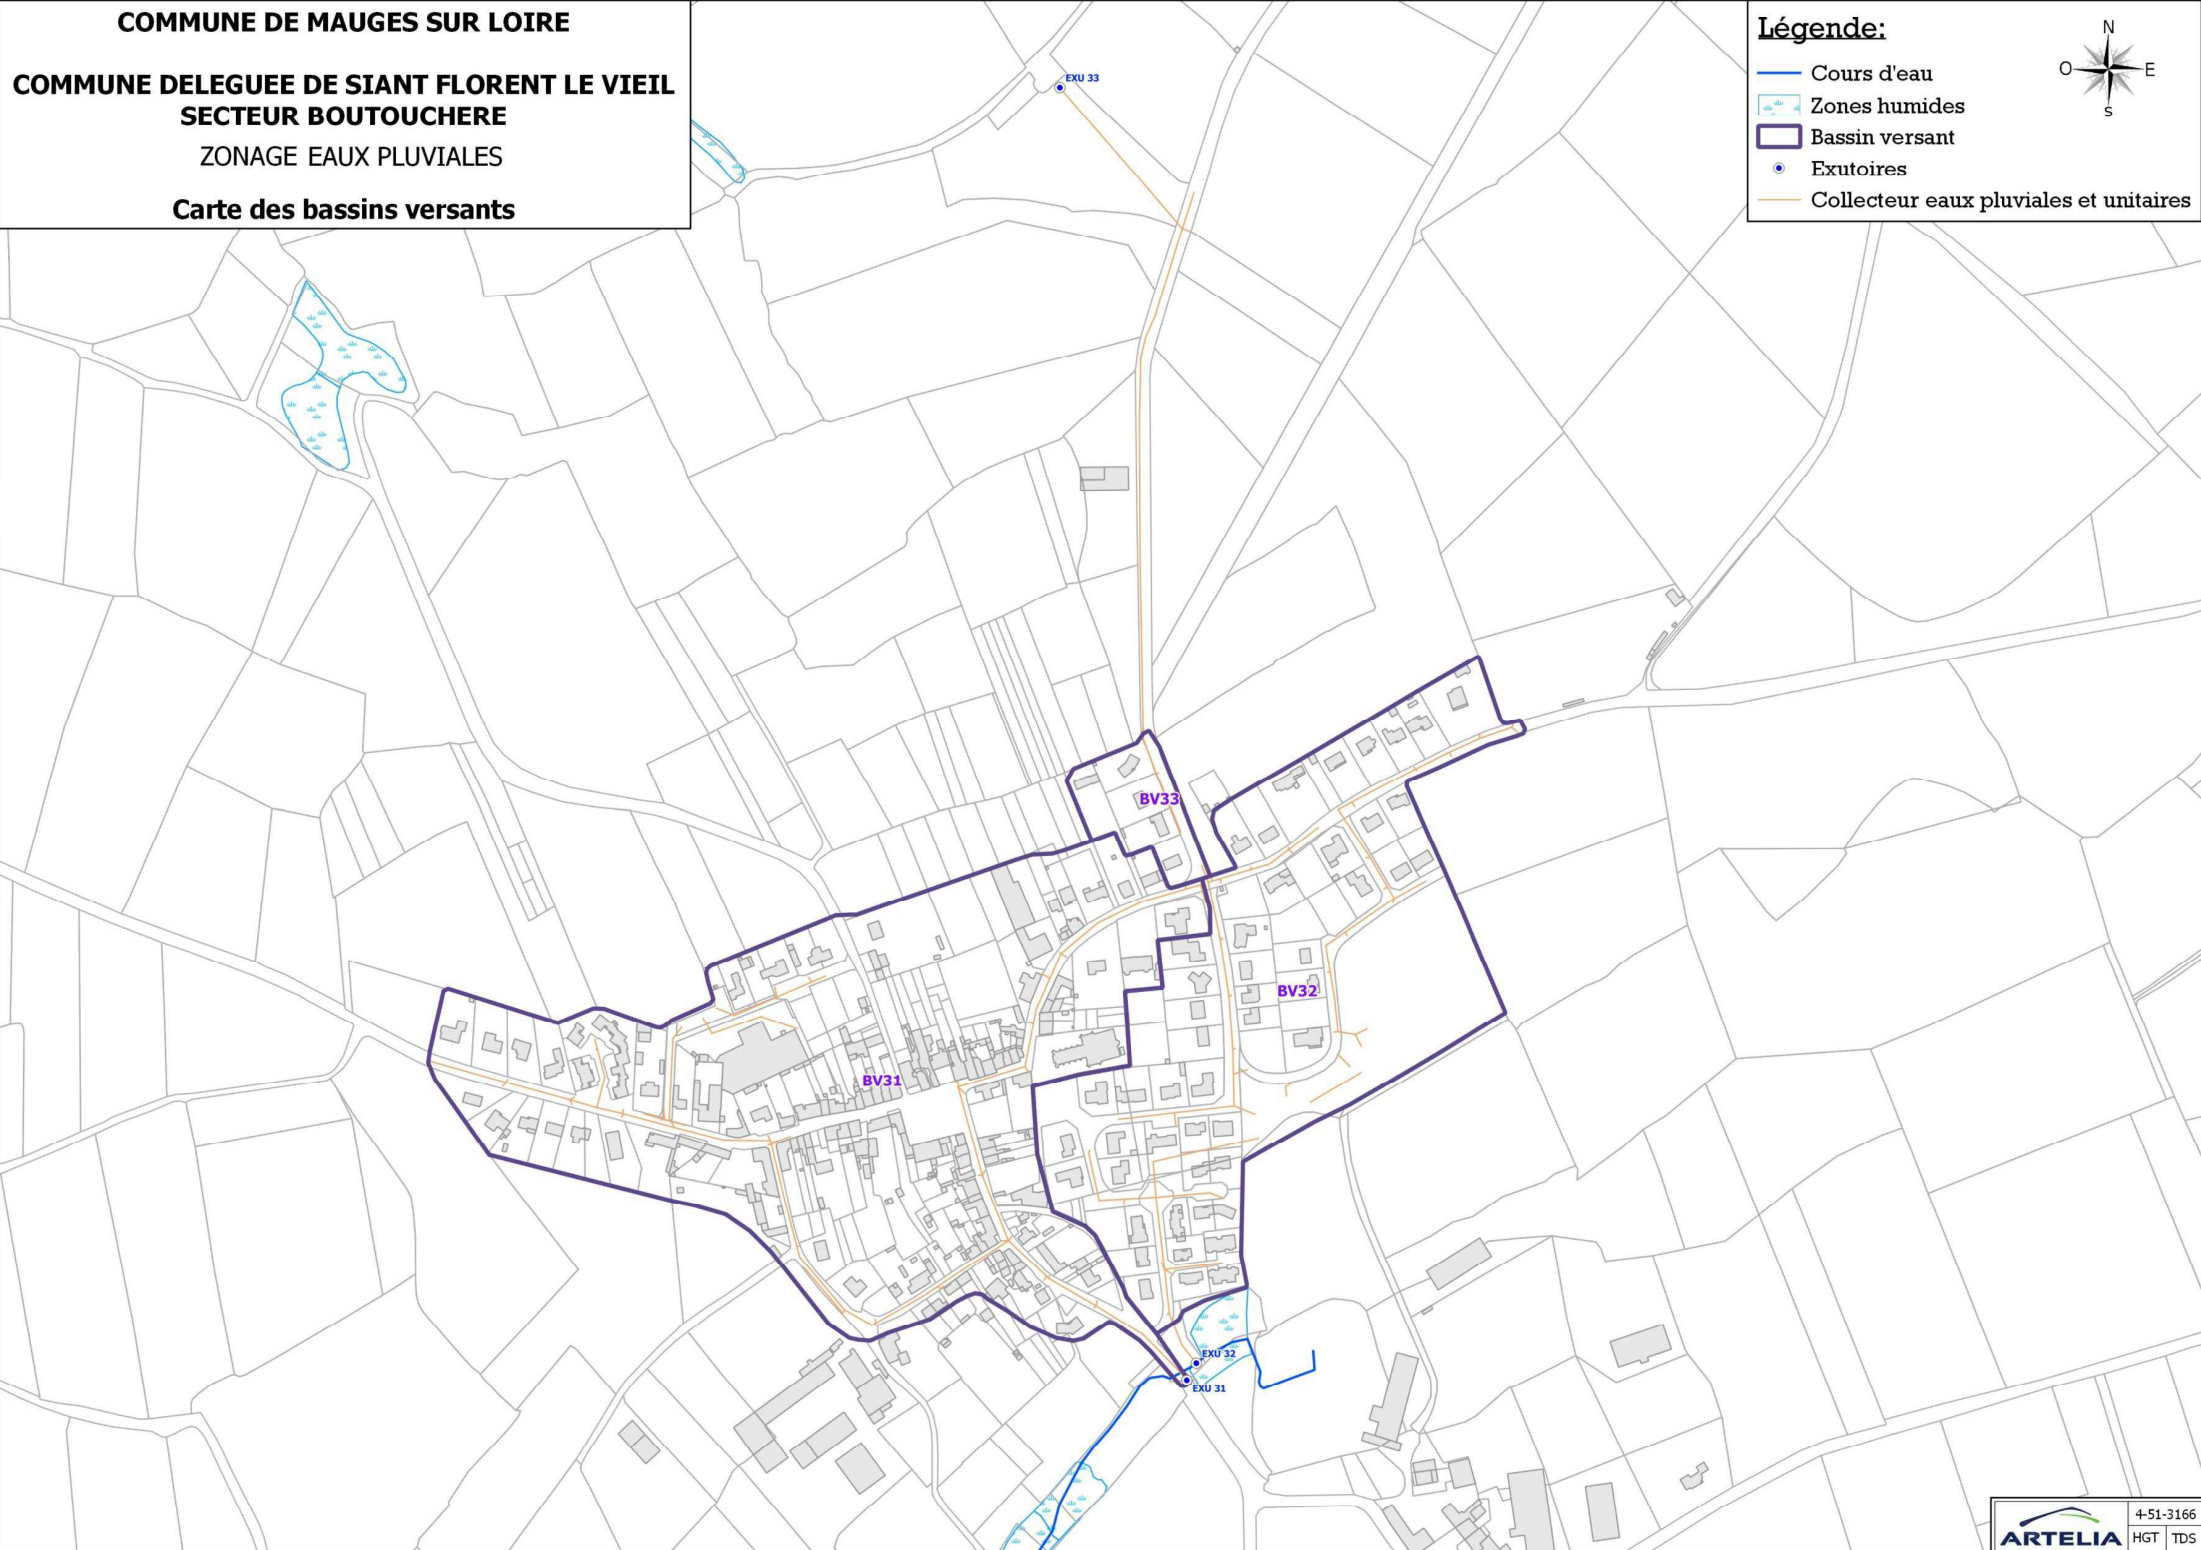 COMMUNE DE MAUGES SUR LOIRE
COMMUNE DELEGUEE DE SIANT FLORENT LE VIEIL
SECTEUR BOUTOUCHERE
ZONAGE EAUX PLUVIALES
Carte des bassins versants
Légende:
Cours d'eau
Zones humides
Bassin versant
Exutoires
Collecteur eaux pluviales et unitaires
N
O
E
S
EXU 33
BV33
BV32
BV31
EXU 32
EXU 31
ARTELIA
4-51-3166
HGT TDS